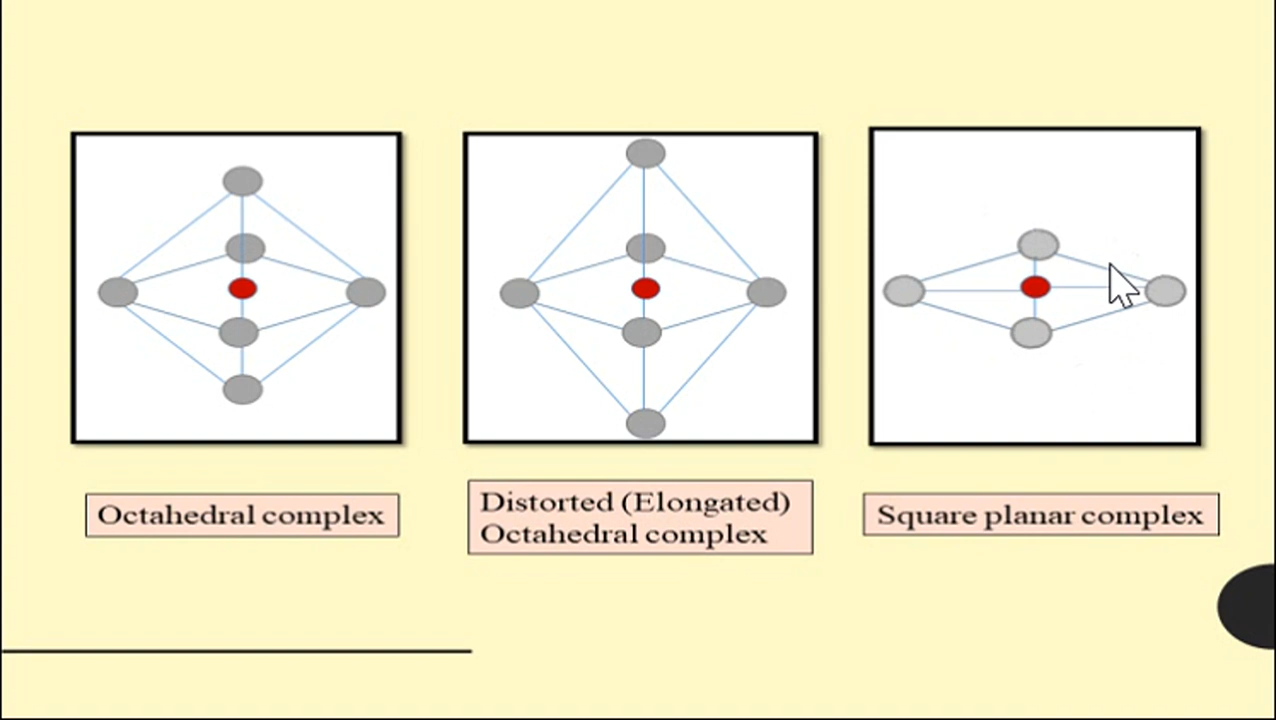 Octahedral complex
Distorted (Elongated)
Octahedral complex
Square planar complex